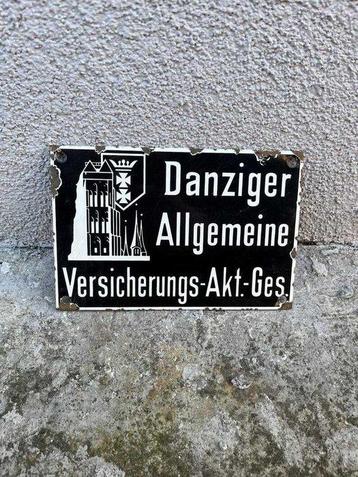 Danziger
Allgemeine
Versicherungs-Akt.-Ges.